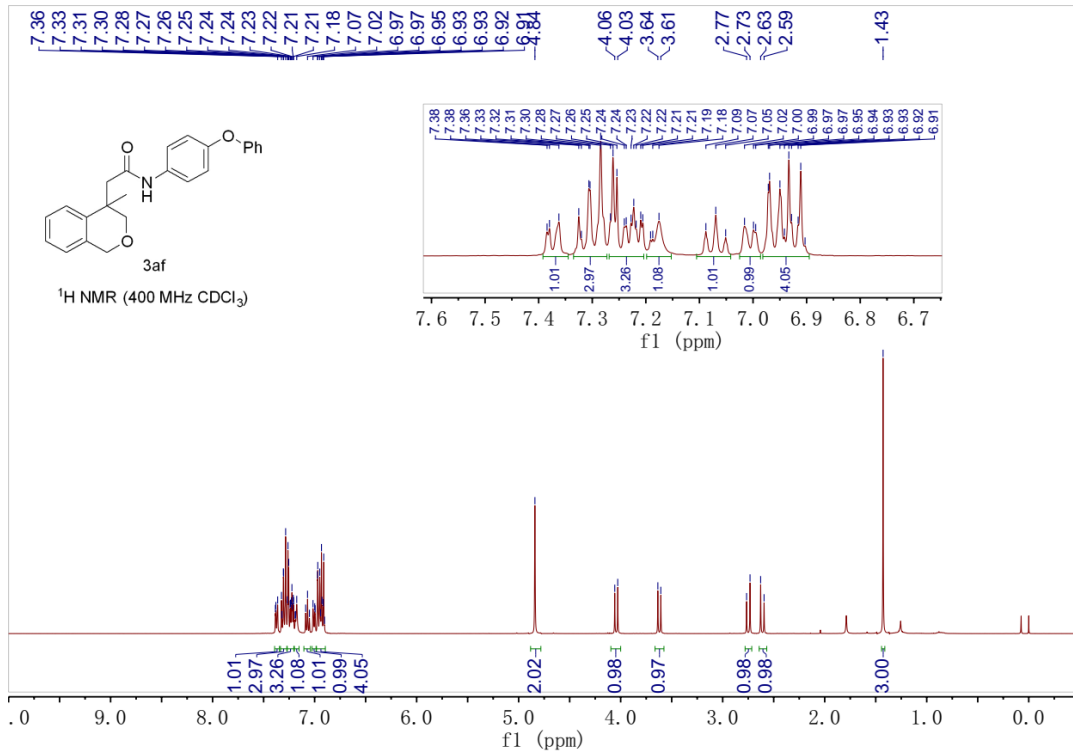 7.36 7.33 7.31 7.30 7.28 7.27 7.26 7.25 7.24 7.24 7.23 7.22 7.21 7.21 7.18 7.07 7.02 6.97 6.97 6.95 6.93 6.93 6.92 6.91 4.84 4.06 4.03 3.64 3.61 2.77 2.73 2.63 2.59 1.43
7.38 7.38 7.36 7.33 7.32 7.31 7.30 7.28 7.27 7.26 7.25 7.24 7.24 7.23 7.22 7.22 7.21 7.21 7.19 7.18 7.09 7.07 7.05 7.02 7.00 6.99 6.97 6.97 6.95 6.94 6.93 6.93 6.92 6.91
O
O Ph
N
H
O
3af
¹H NMR (400 MHz CDCl₃)
1.01 2.97 3.26 1.08 1.01 0.99 4.05
7.6 7.5 7.4 7.3 7.2 7.1 7.0 6.9 6.8 6.7
f1 (ppm)
1.01 2.97 3.26 1.08 1.01 0.99 4.05 2.02 0.98 0.97 0.98 0.98 3.00
.0 9.0 8.0 7.0 6.0 5.0 4.0 3.0 2.0 1.0 0.0
f1 (ppm)